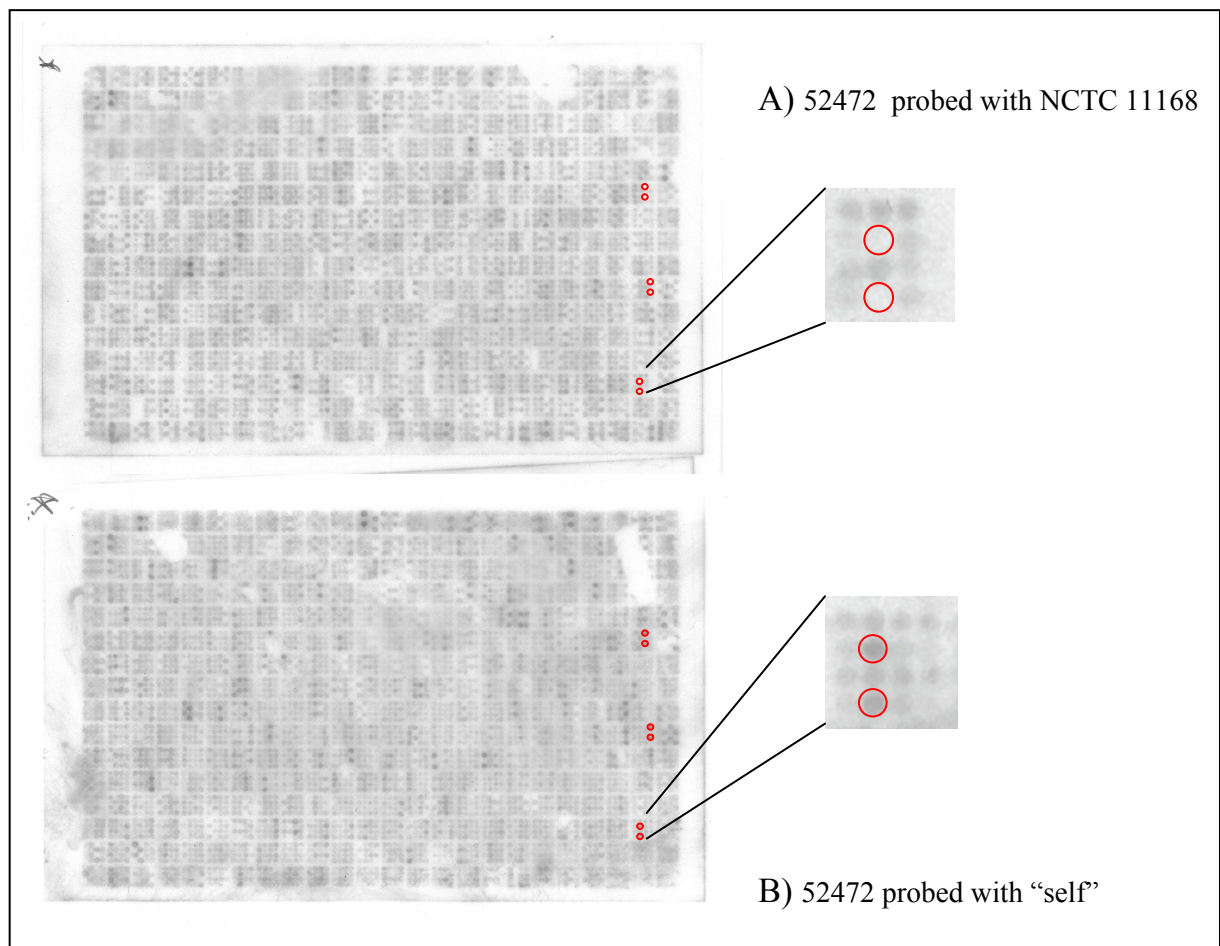 A) 52472 probed with NCTC 11168
B) 52472 probed with “self”